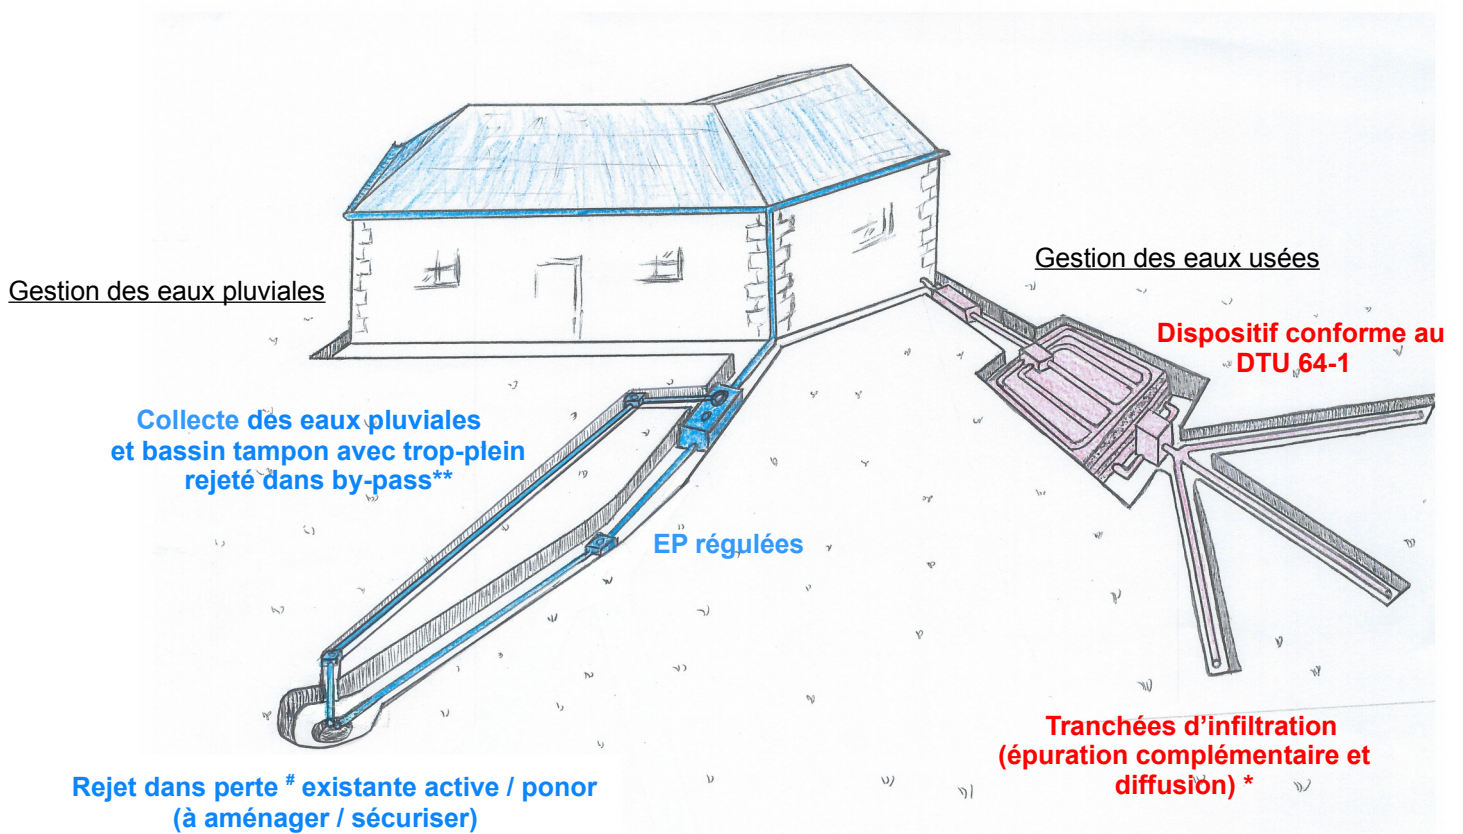 Gestion des eaux usées
Gestion des eaux pluviales
Dispositif conforme au
DTU 64-1
Collecte des eaux pluviales
et bassin tampon avec trop-plein
rejeté dans by-pass**
EP régulées
Tranchées d'infiltration
(épuration complémentaire et
diffusion) *
Rejet dans perte # existante active / ponor
(à aménager / sécuriser)